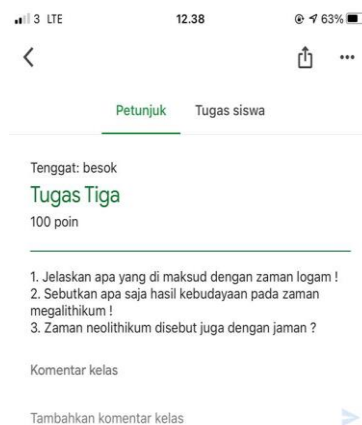 3 LTE 12.38 63%
Petunjuk Tugas siswa
Tenggat: besok
Tugas Tiga
100 poin
1. Jelaskan apa yang di maksud dengan zaman logam !
2. Sebutkan apa saja hasil kebudayaan pada zaman
megalithikum !
3. Zaman neolithikum disebut juga dengan jaman ?
Komentar kelas
Tambahkan komentar kelas